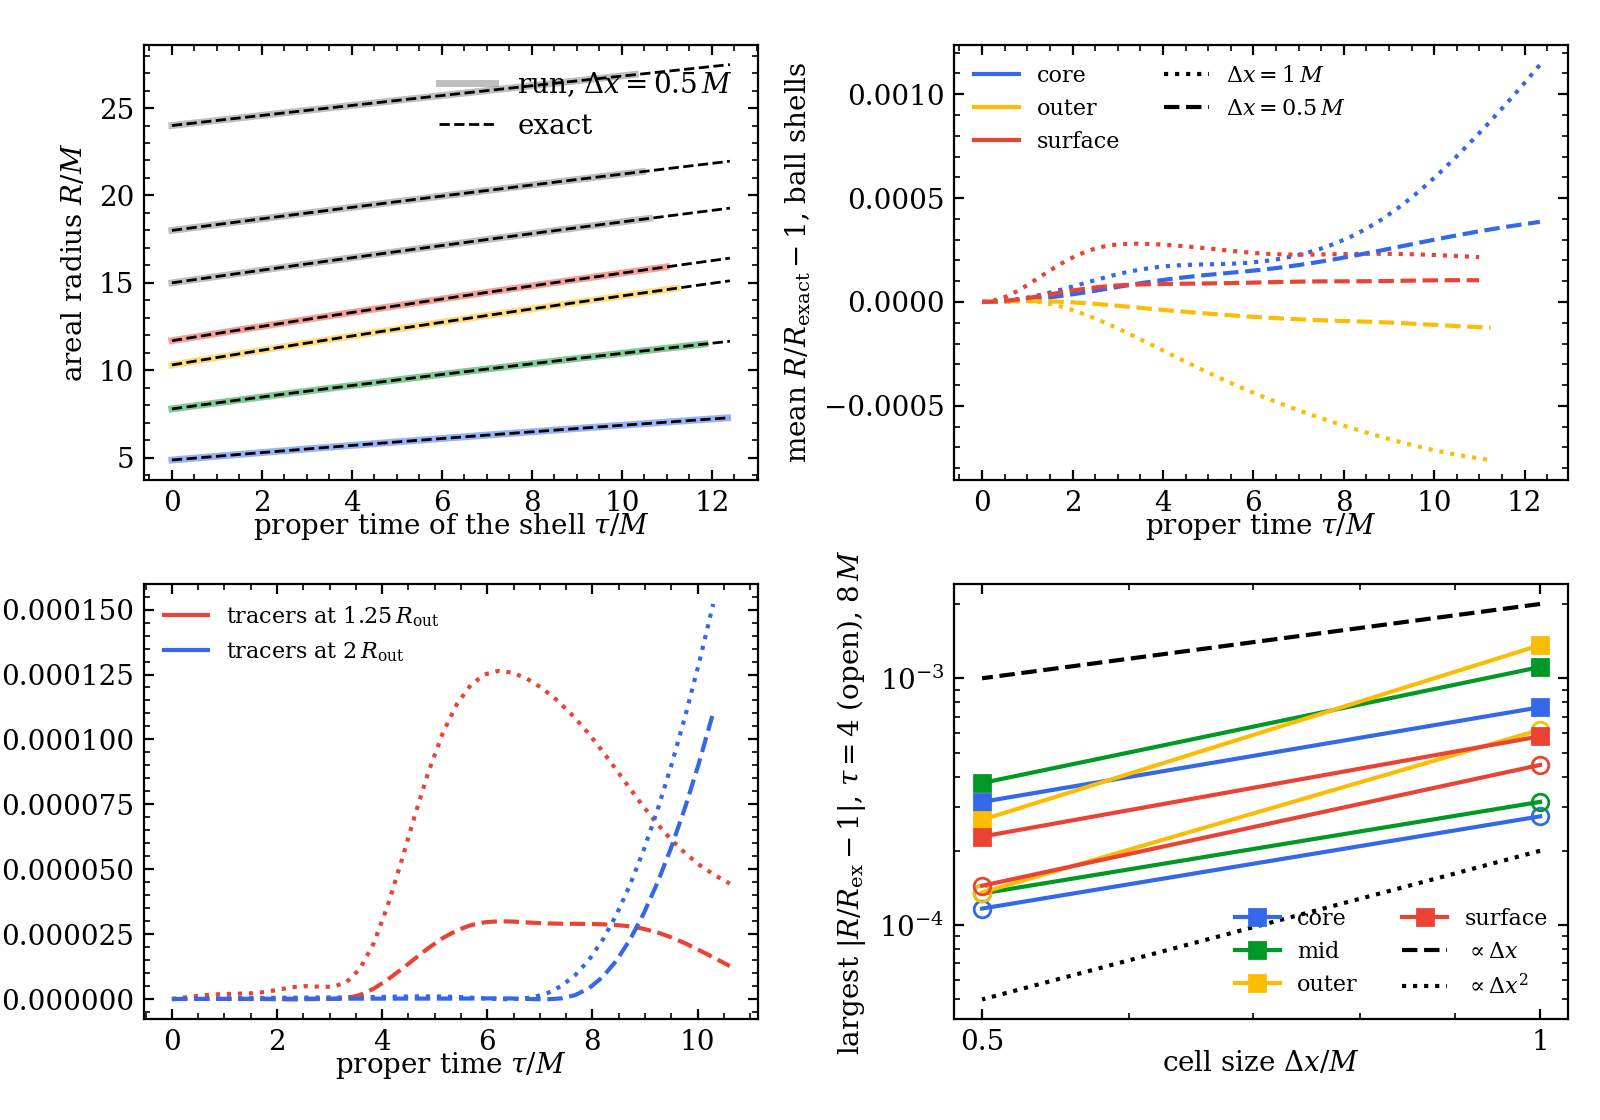 run, Δx = 0.5 M
exact
25
20
15
10
5
0 2 4 6 8 10 12
areal radius R/M
proper time of the shell τ/M
core
outer
surface
Δx = 1 M
Δx = 0.5 M
0.0010
0.0005
0.0000
−0.0005
0 2 4 6 8 10 12
mean R/R_exact − 1, ball shells
proper time τ/M
tracers at 1.25 R_out
tracers at 2 R_out
0.000150
0.000125
0.000100
0.000075
0.000050
0.000025
0.000000
0 2 4 6 8 10
proper time τ/M
10⁻³
10⁻⁴
core
mid
outer
surface
∝ Δx
∝ Δx²
0.5 1
largest |R/R_ex − 1|, τ = 4 (open), 8 M
cell size Δx/M